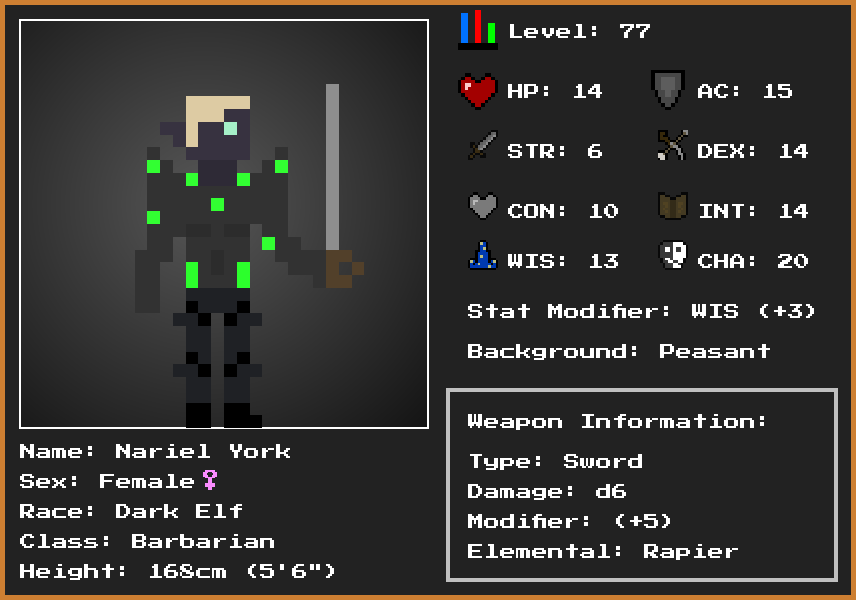 Level: 77
HP: 14
AC: 15
STR: 6
DEX: 14
CON: 10
INT: 14
WIS: 13
CHA: 20
Stat Modifier: WIS (+3)
Background: Peasant
Weapon Information:
Type: Sword
Damage: d6
Modifier: (+5)
Elemental: Rapier
Name: Nariel York
Sex: Female♀
Race: Dark Elf
Class: Barbarian
Height: 168cm (5'6")